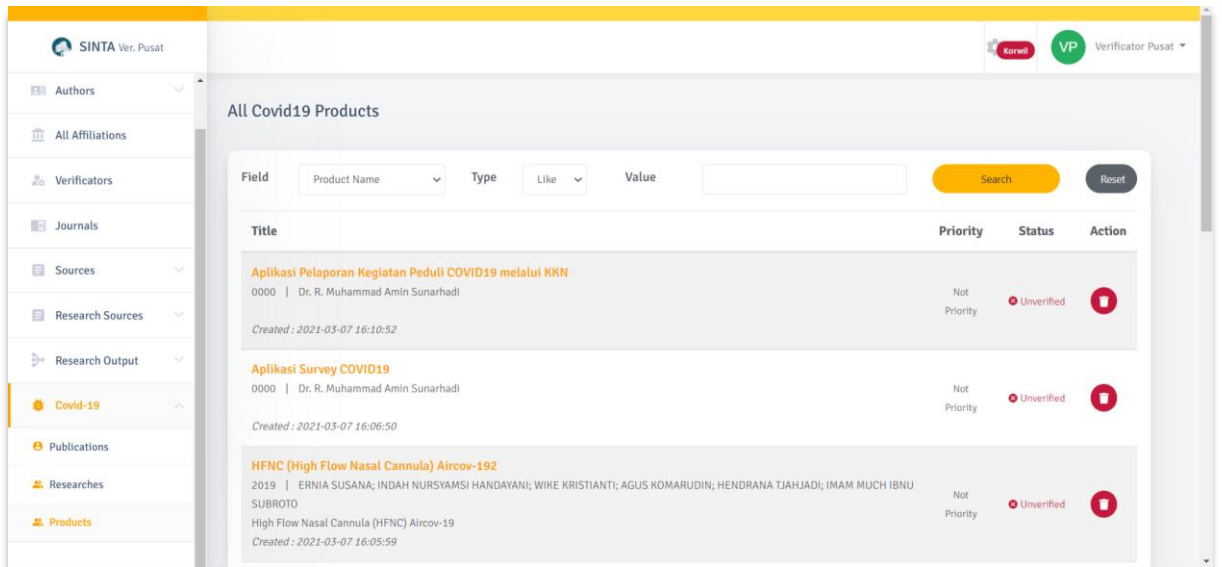 SINTA Ver. Pusat
Korwil
VP
Verificator Pusat
Authors
All Affiliations
Verificators
Journals
Sources
Research Sources
Research Output
Covid-19
Publications
Researches
Products
All Covid19 Products
Field Product Name Type Like Value Search Reset
Title Priority Status Action
Aplikasi Pelaporan Kegiatan Peduli COVID19 melalui KKN
0000 | Dr. R. Muhammad Amin Sunarhadi
Created : 2021-03-07 16:10:52
Not
Priority
Unverified
Aplikasi Survey COVID19
0000 | Dr. R. Muhammad Amin Sunarhadi
Created : 2021-03-07 16:06:50
Not
Priority
Unverified
HFNC (High Flow Nasal Cannula) Aircov-192
2019 | ERNIA SUSANA; INDAH NURSYAMSI HANDAYANI; WIKE KRISTIANTI; AGUS KOMARUDIN; HENDRANA TJAHJADI; IMAM MUCH IBNU
SUBROTO
High Flow Nasal Cannula (HFNC) Aircov-19
Created : 2021-03-07 16:05:59
Not
Priority
Unverified